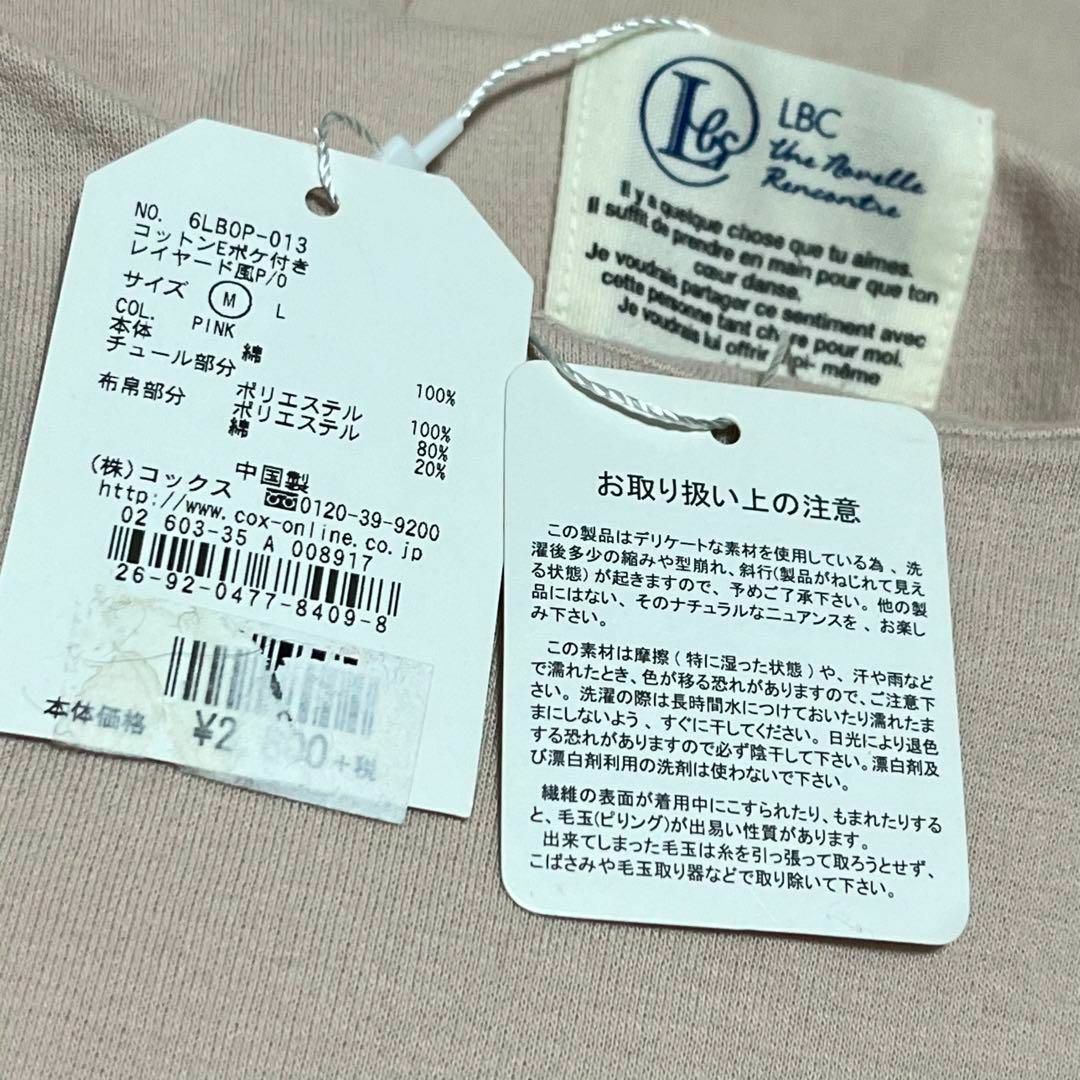 NO. 6LBOP-013
コットンEポケ付き
レイヤード風P/O
サイズ M L
COL. PINK
本体 綿 100%
チュール部分 ポリエステル 100%
布帛部分 ポリエステル 80%
綿 20%
中国製
(株)コックス 0120-39-9200
http://www.cox-online.co.jp
02 603-35 A 008917
26-92-0477-8409-8
本体価格 ¥2 00+税
Lbc
LBC
Une Novelle
Rencontre
Il y a quelque chose que tu aimes.
Il suffit de prendre en main pour que ton
cœur danse.
Je voudrais partager ce sentiment avec
cette personne tant ch re pour moi.
Je voudrais lui offrir moi- même
お取り扱い上の注意
この製品はデリケートな素材を使用している為、洗
濯後多少の縮みや型崩れ、斜行(製品がねじれて見え
る状態)が起きますので、予めご了承下さい。他の製
品にはない、そのナチュラルなニュアンスを、お楽し
み下さい。
この素材は摩擦(特に湿った状態)や、汗や雨など
で濡れたとき、色が移る恐れがありますので、ご注意下
さい。洗濯の際は長時間水につけておいたり濡れたま
まにしないよう、すぐに干してください。日光により退色
する恐れがありますので必ず陰干して下さい。漂白剤及
び漂白剤利用の洗剤は使わないで下さい。
繊維の表面が着用中にこすられたり、もまれたりする
と、毛玉(ピリング)が出易い性質があります。
出来てしまった毛玉は糸を引っ張って取ろうとせず、
こばさみや毛玉取り器などで取り除いて下さい。